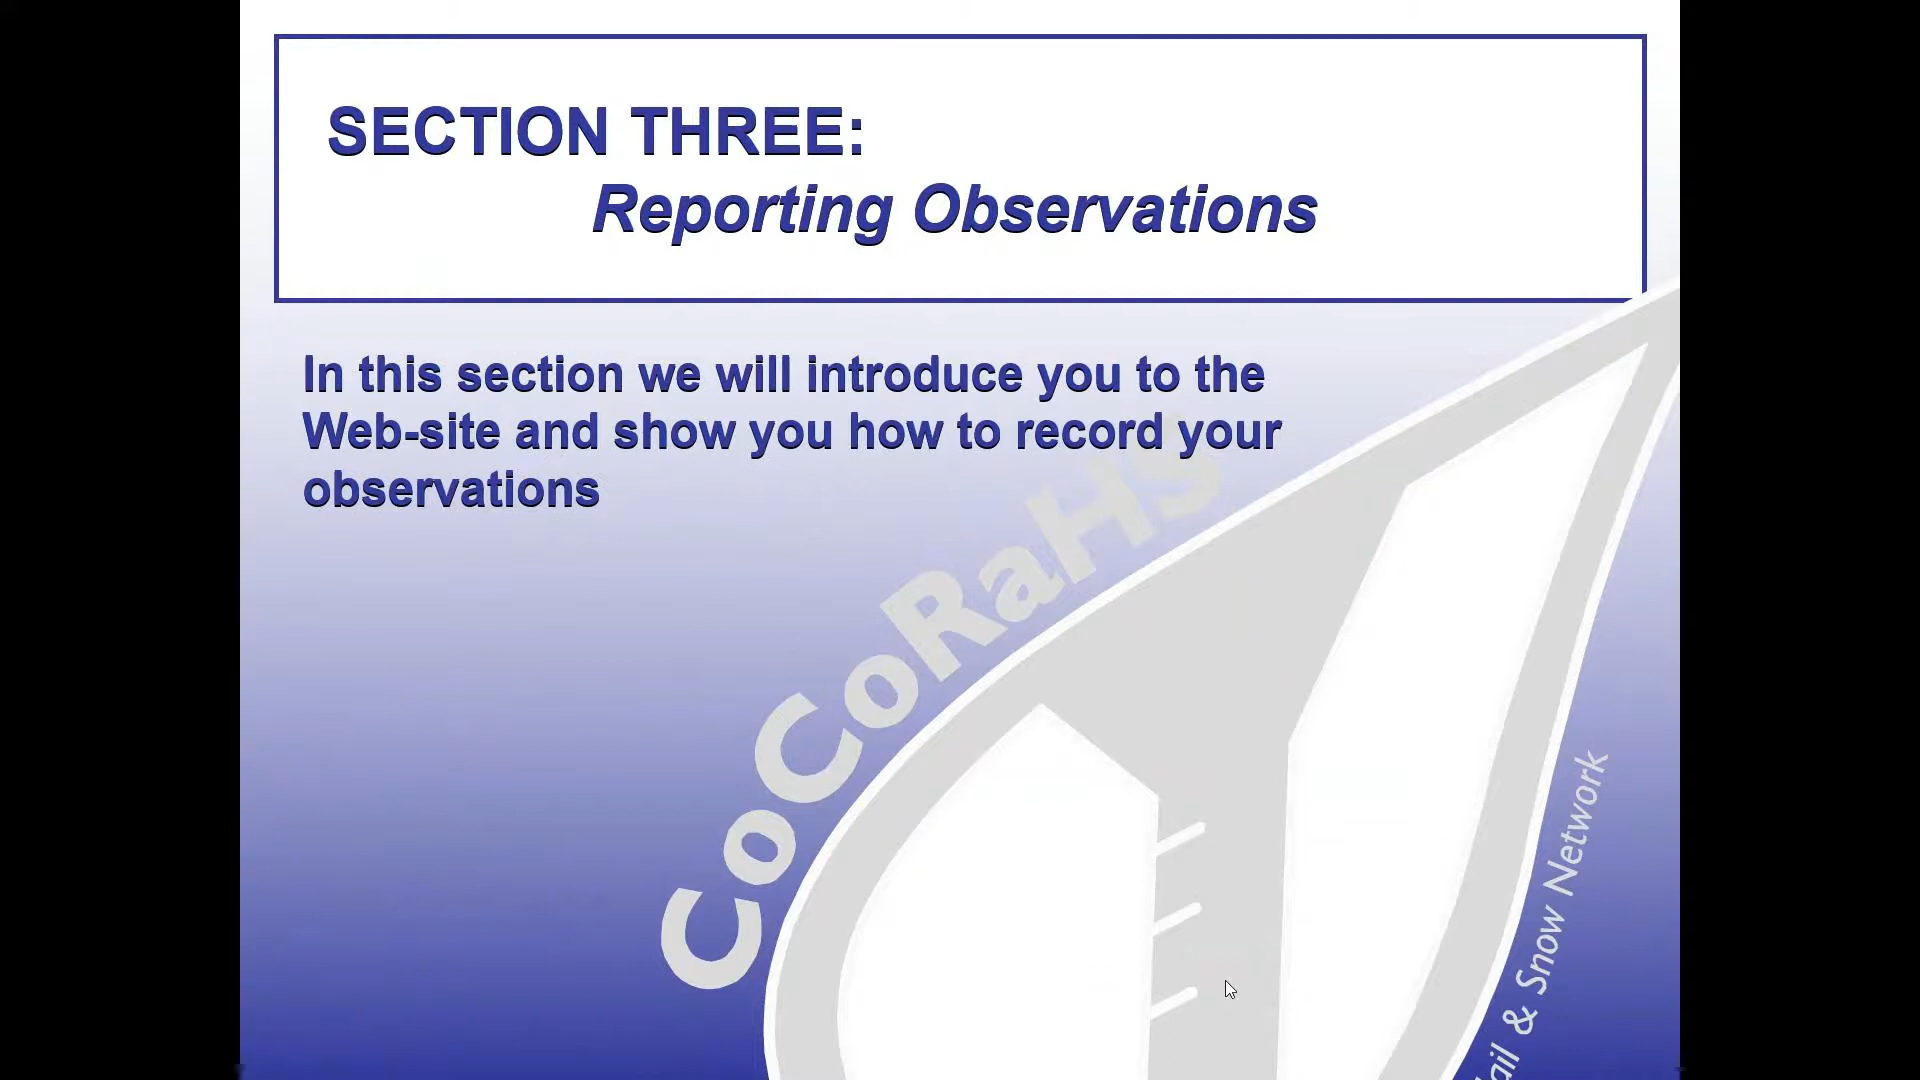 SECTION THREE:
Reporting Observations
In this section we will introduce you to the
Web-site and show you how to record your
observations
CoCoRaHS
& Snow Network